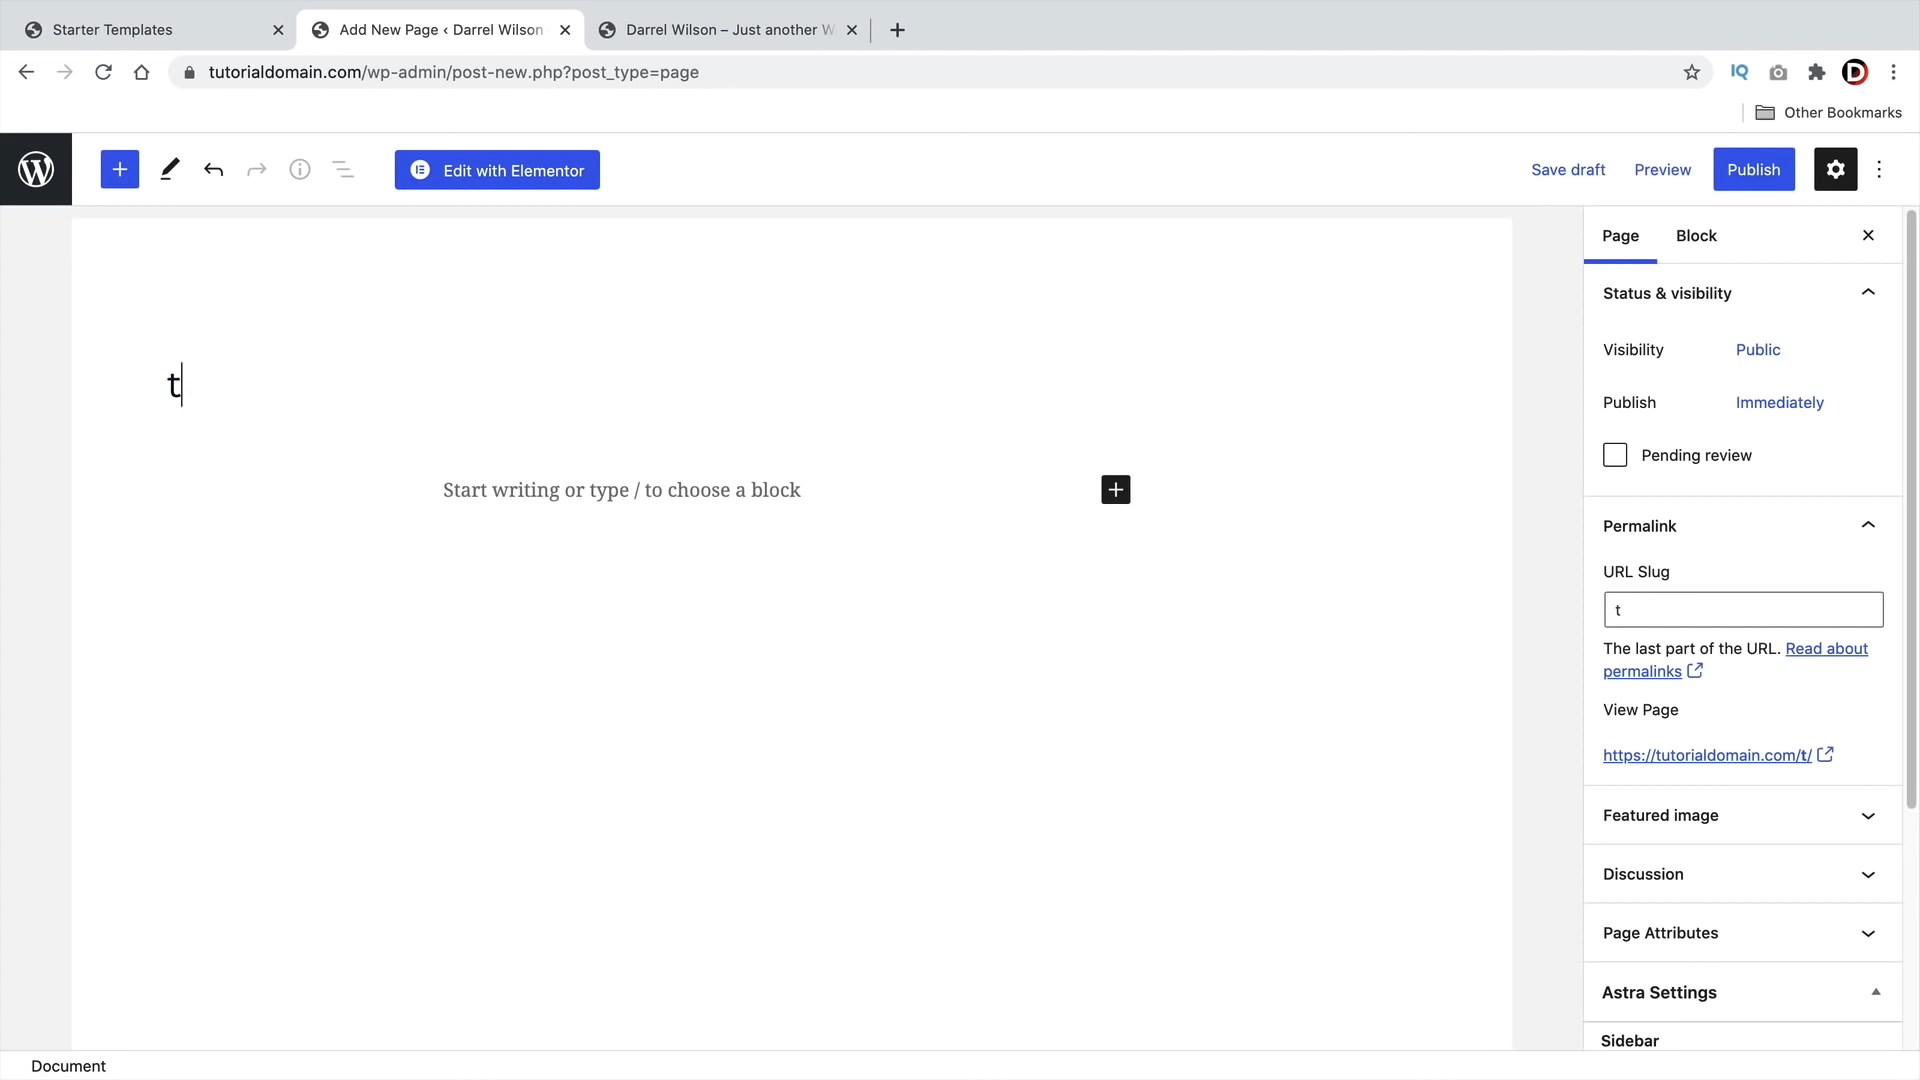 Starter Templates
Add New Page ‹ Darrel Wilson
Darrel Wilson – Just another W
tutorialdomain.com/wp-admin/post-new.php?post_type=page
IQ
D
Other Bookmarks
Edit with Elementor
Save draft
Preview
Publish
Page
Block
Status & visibility
Visibility
Public
t
Publish
Immediately
Pending review
Start writing or type / to choose a block
Permalink
URL Slug
t
The last part of the URL. Read about
permalinks
View Page
https://tutorialdomain.com/t/
Featured image
Discussion
Page Attributes
Astra Settings
Sidebar
Document